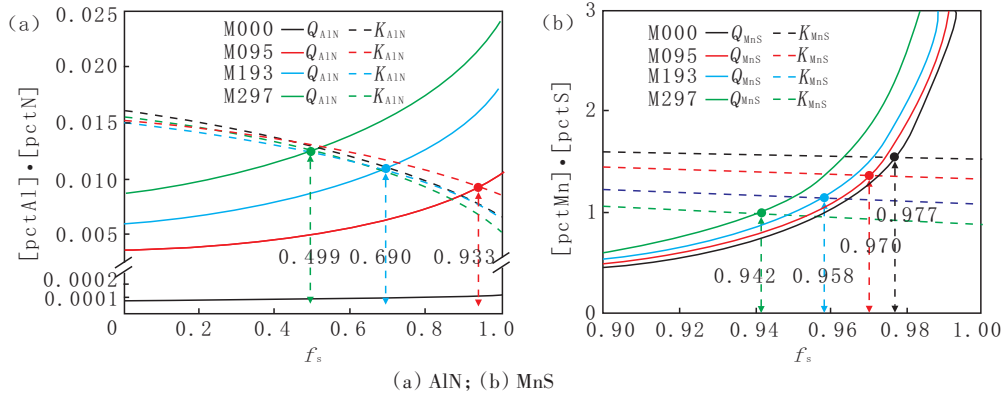 (a)
0.025
0.020
0.015
0.010
0.005
0.0002
0.0001
[pctAl]•[pctN]
M000 Q_AlN K_AlN
M095 Q_AlN K_AlN
M193 Q_AlN K_AlN
M297 Q_AlN K_AlN
0.499 0.690 0.933
0 0.2 0.4 0.6 0.8 1.0
f_s
(b)
3
2
1
0
[pctMn]•[pctS]
M000 Q_MnS K_MnS
M095 Q_MnS K_MnS
M193 Q_MnS K_MnS
M297 Q_MnS K_MnS
0.977
0.970
0.942 0.958
0.90 0.92 0.94 0.96 0.98 1.00
f_s
(a) AlN; (b) MnS